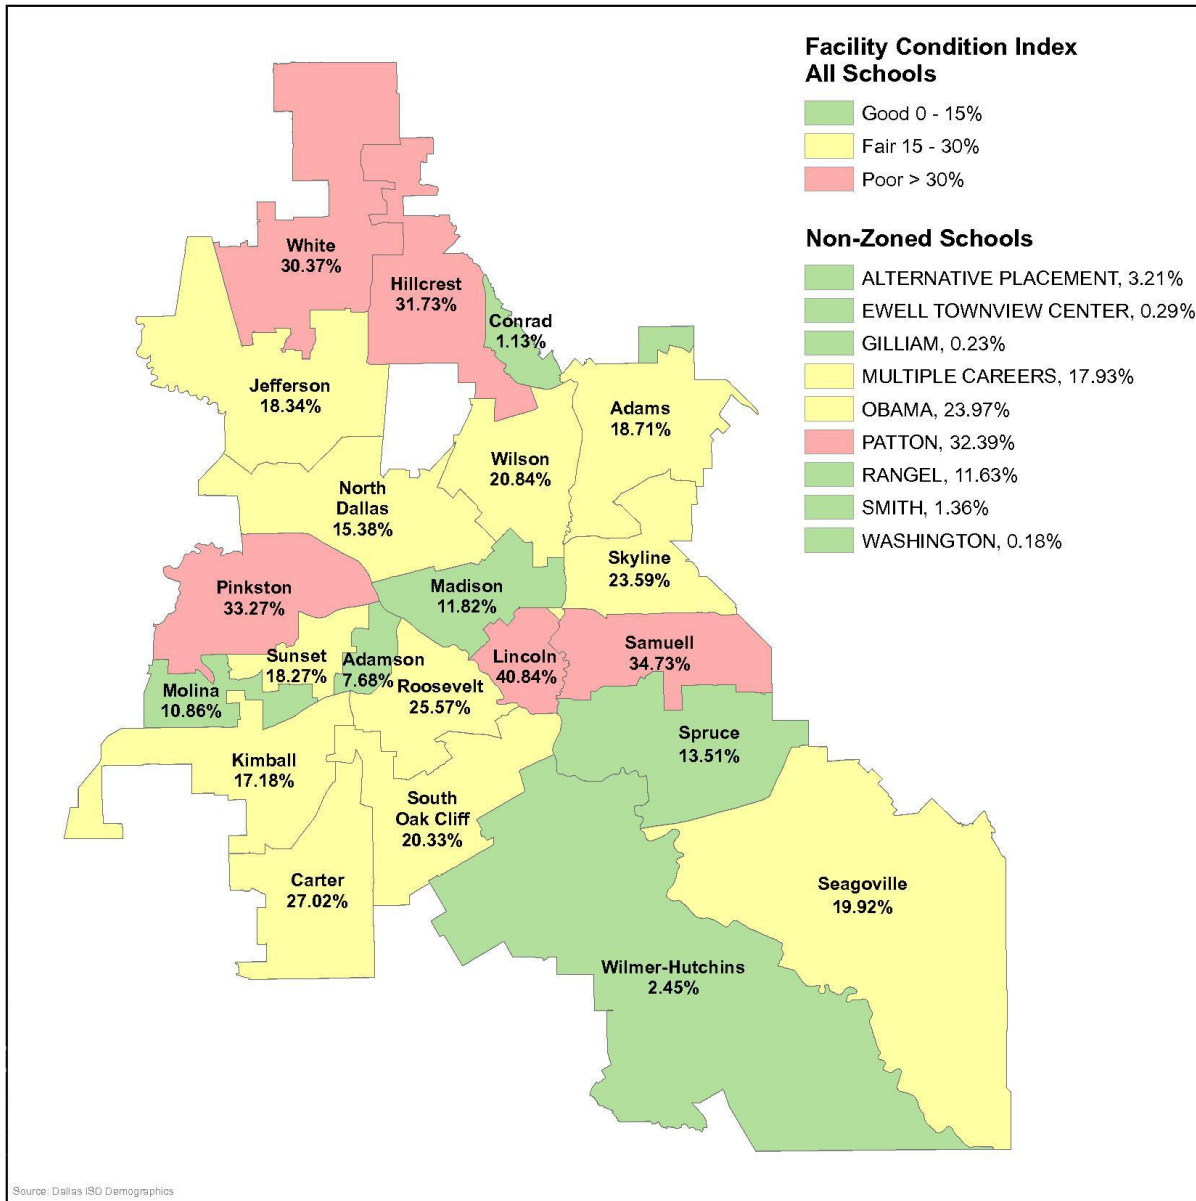 Facility Condition Index
All Schools
Good 0 - 15%
Fair 15 - 30%
Poor > 30%
Non-Zoned Schools
ALTERNATIVE PLACEMENT, 3.21%
EWELL TOWNVIEW CENTER, 0.29%
GILLIAM, 0.23%
MULTIPLE CAREERS, 17.93%
OBAMA, 23.97%
PATTON, 32.39%
RANGEL, 11.63%
SMITH, 1.36%
WASHINGTON, 0.18%
White
30.37%
Hillcrest
31.73%
Conrad
1.13%
Jefferson
18.34%
Adams
18.71%
Wilson
20.84%
North
Dallas
15.38%
Skyline
23.59%
Pinkston
33.27%
Madison
11.82%
Sunset
18.27%
Adamson
7.68%
Lincoln
40.84%
Samuell
34.73%
Molina
10.86%
Roosevelt
25.57%
Spruce
13.51%
Kimball
17.18%
South
Oak Cliff
20.33%
Carter
27.02%
Seagoville
19.92%
Wilmer-Hutchins
2.45%
Source: Dallas ISD Demographics